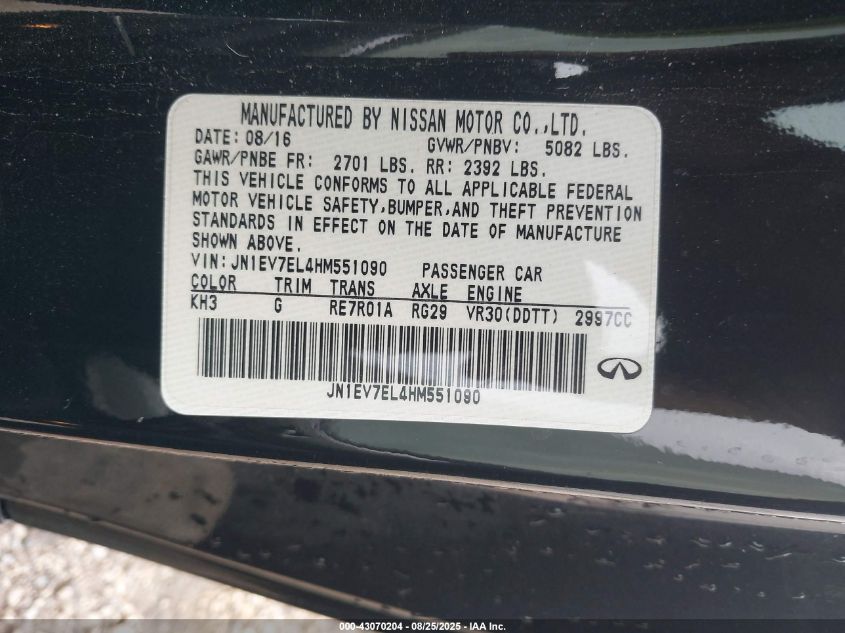 MANUFACTURED BY NISSAN MOTOR CO.,LTD.
DATE: 08/16 GVWR/PNBV: 5082 LBS.
GAWR/PNBE FR: 2701 LBS. RR: 2392 LBS.
THIS VEHICLE CONFORMS TO ALL APPLICABLE FEDERAL
MOTOR VEHICLE SAFETY,BUMPER,AND THEFT PREVENTION
STANDARDS IN EFFECT ON THE DATE OF MANUFACTURE
SHOWN ABOVE.
VIN:JN1EV7EL4HM551090 PASSENGER CAR
COLOR TRIM TRANS AXLE ENGINE
KH3 G RE7R01A RG29 VR30(DDTT) 2997CC
JN1EV7EL4HM551090
000-43070204 - 08/25/2025 - IAA Inc.